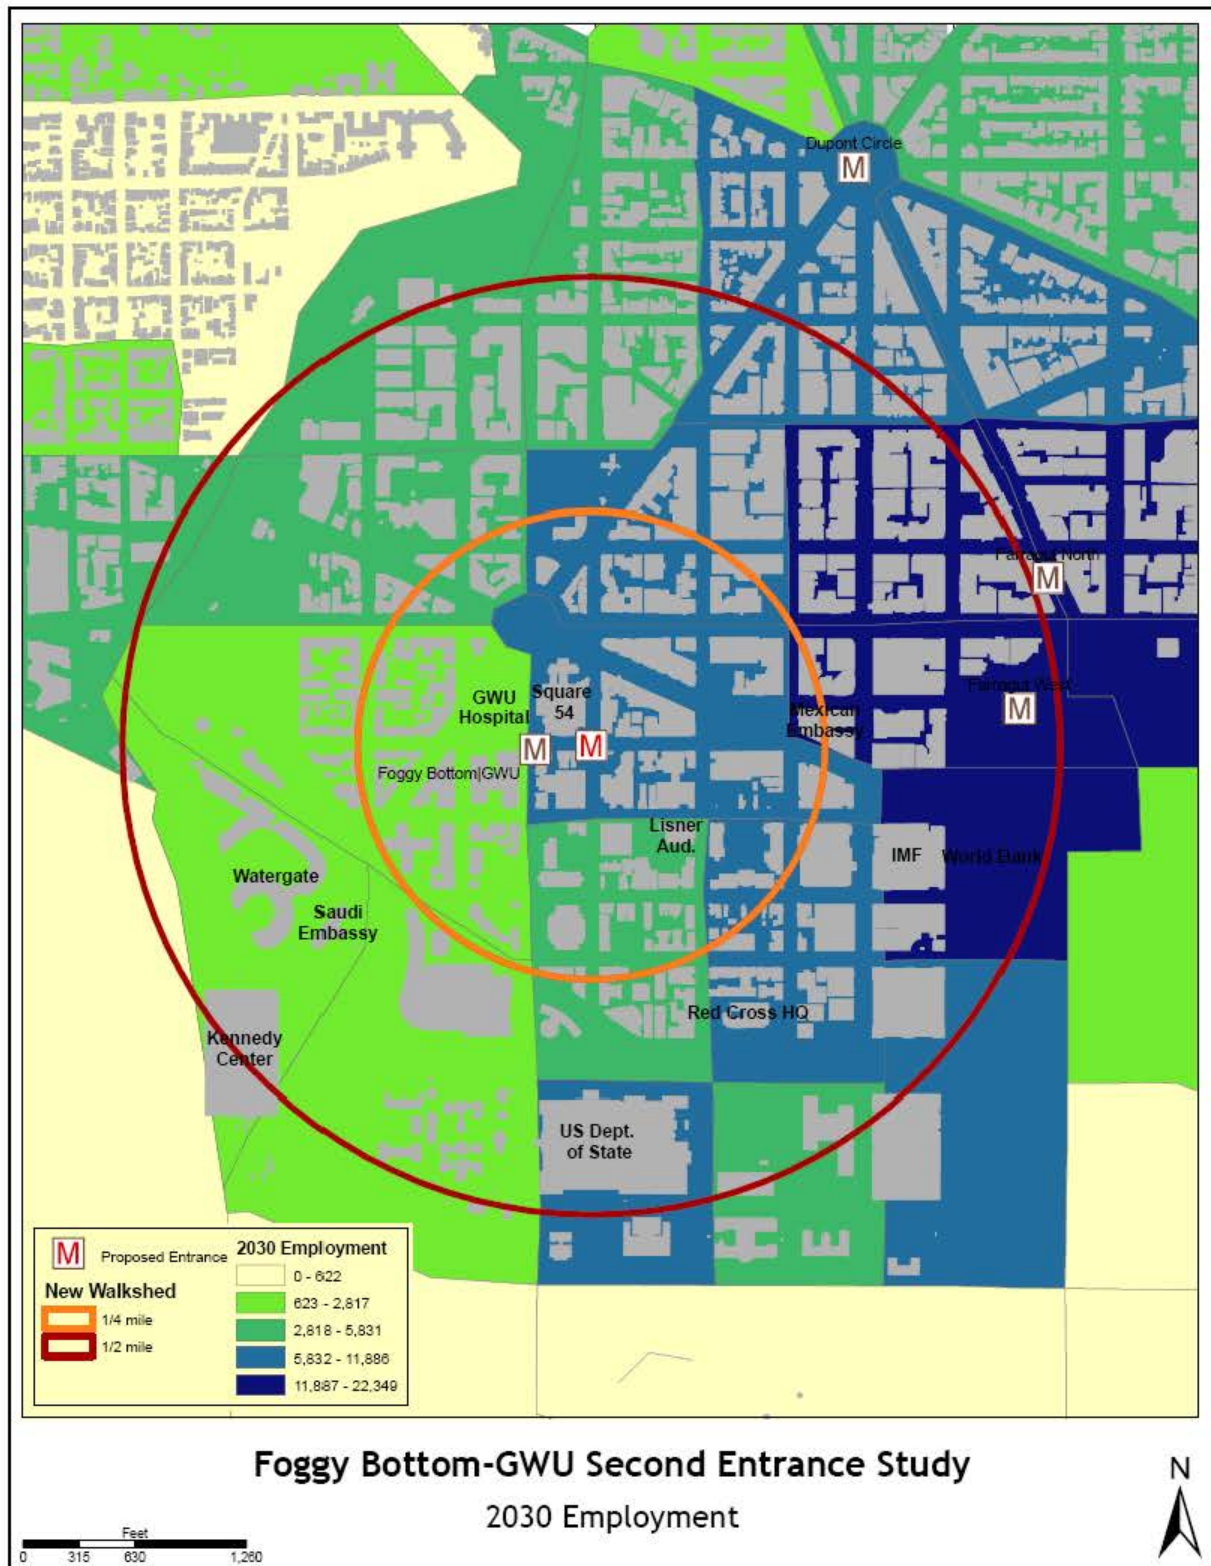 Dupont Circle
M
Farragut North
M
Farragut West
M
GWU
Hospital
Square
54
Mexican
Embassy
M
M
Foggy Bottom|GWU
Lisner
Aud.
IMF
World Bank
Watergate
Saudi
Embassy
Red Cross HQ
Kennedy
Center
US Dept.
of State
M
Proposed Entrance
New Walkshed
1/4 mile
1/2 mile
2030 Employment
0 - 622
623 - 2,817
2,818 - 5,831
5,832 - 11,886
11,887 - 22,349
Foggy Bottom-GWU Second Entrance Study
2030 Employment
N
Feet
0 315 630 1,260